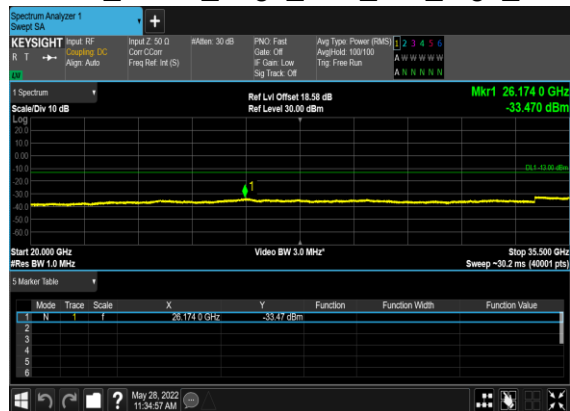 Spectrum Analyzer 1
Swept SA
+
KEYSIGHT Input: RF Input Z: 50 Ω #Atten: 30 dB PNO: Fast Avg Type: Power (RMS) 1 2 3 4 5 6
R T Coupling: DC Corr CCorr Gate: Off Avg|Hold: 100/100 A W W W W W
Align: Auto Freq Ref: Int (S) IF Gain: Low Trig: Free Run
LXI Sig Track: Off A N N N N N
1 Spectrum Ref Lvl Offset 18.58 dB Mkr1 26.174 0 GHz
Scale/Div 10 dB Ref Level 30.00 dBm -33.470 dBm
Log
20.0
10.0
0.00
-10.0 DL1 -13.00 dBm
-20.0
1
-30.0
-40.0
-50.0
-60.0
Start 20.000 GHz Video BW 3.0 MHz* Stop 35.500 GHz
#Res BW 1.0 MHz Sweep ~30.2 ms (40001 pts)
5 Marker Table
Mode Trace Scale X Y Function Function Width Function Value
1 N 1 f 26.174 0 GHz -33.47 dBm
2
3
4
5
6
? May 28, 2022
11:34:57 AM